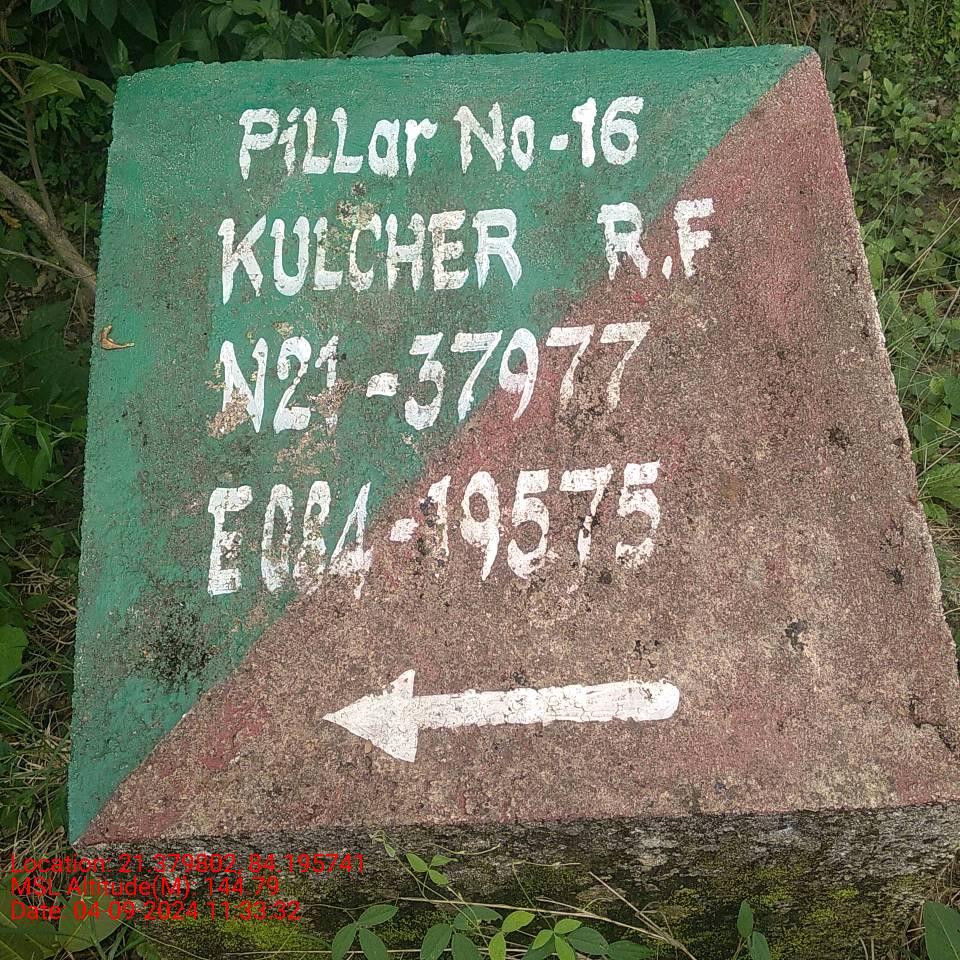 Pillar No-16
KULCHER R.F
N21-37977
E084-19575
Location: 21.379802, 84.195741
MSL Altitude(M): 144.79
Date: 04-09-2024 11:33:32